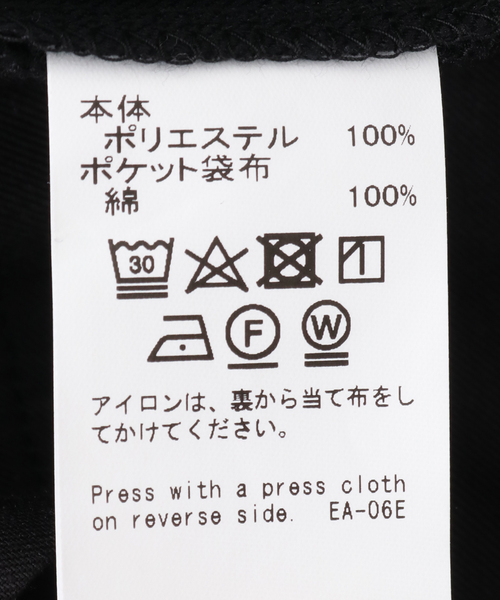 本体
ポリエステル 100%
ポケット袋布
綿 100%
30
F W
アイロンは、裏から当て布をし
てかけてください。
Press with a press cloth
on reverse side. EA-06E